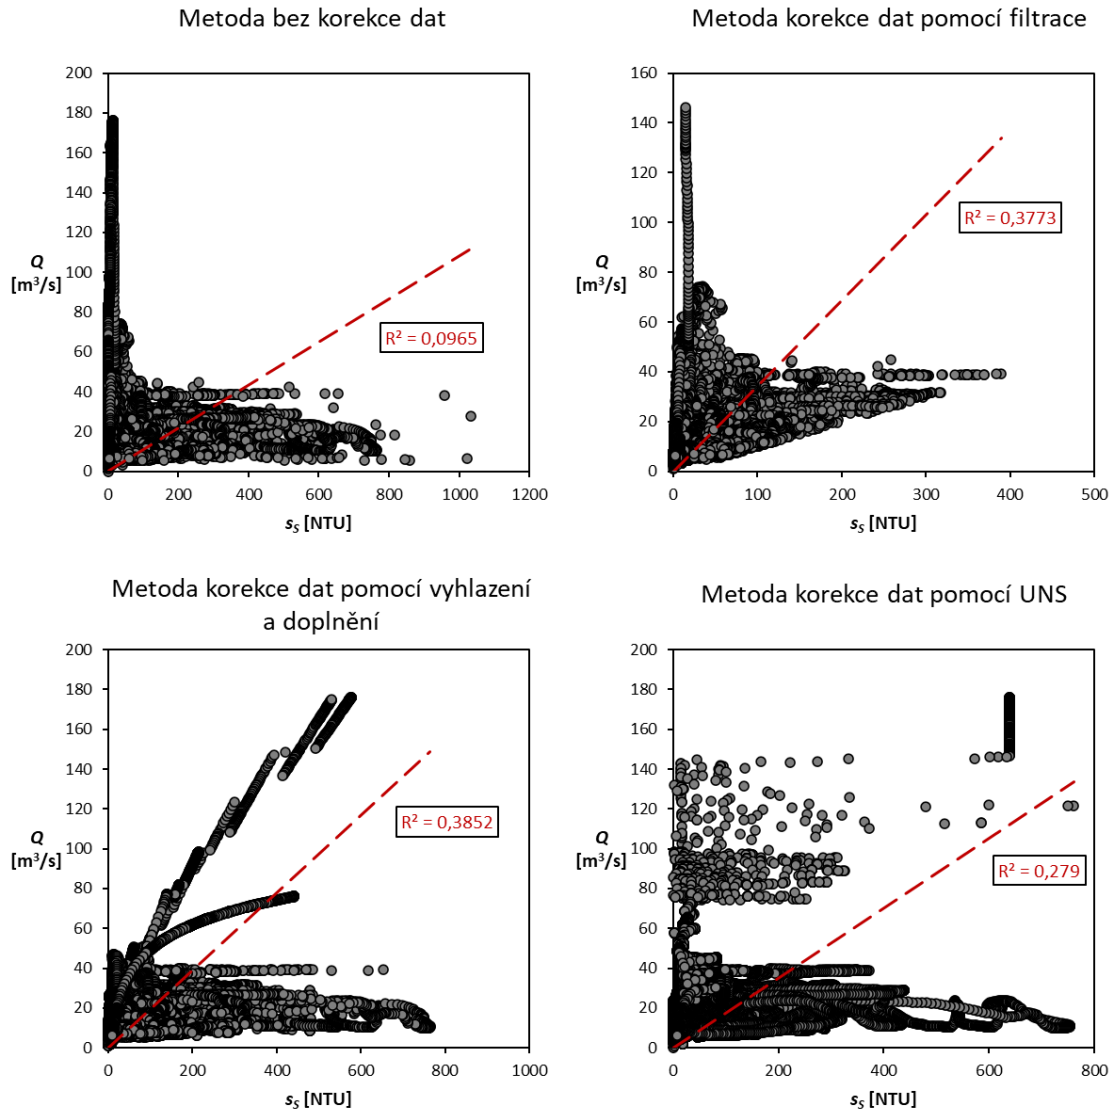 Metoda bez korekce dat
200
180
160
140
120
100
80
60
40
20
0
Q
[m³/s]
R² = 0,0965
0 200 400 600 800 1000 1200
sS [NTU]
Metoda korekce dat pomocí filtrace
160
140
120
100
80
60
40
20
0
Q
[m³/s]
R² = 0,3773
0 100 200 300 400 500
sS [NTU]
Metoda korekce dat pomocí vyhlazení
a doplnění
200
180
160
140
120
100
80
60
40
20
0
Q
[m³/s]
R² = 0,3852
0 200 400 600 800 1000
sS [NTU]
Metoda korekce dat pomocí UNS
200
180
160
140
120
100
80
60
40
20
0
Q
[m³/s]
R² = 0,279
0 200 400 600 800
sS [NTU]